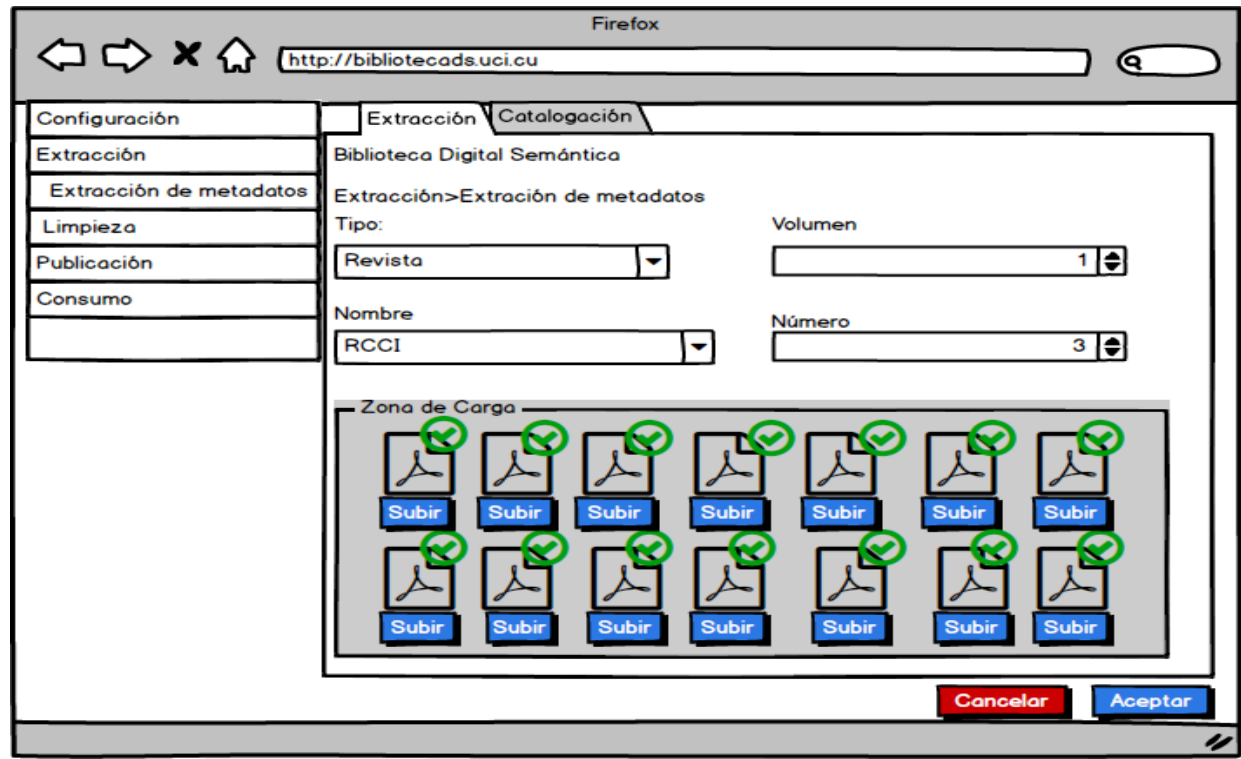 Firefox
http://bibliotecads.uci.cu
Configuración
Extracción
Extracción de metadatos
Limpieza
Publicación
Consumo
Extracción
Catalogación
Biblioteca Digital Semántica
Extracción>Extración de metadatos
Tipo:
Volumen
Revista
1
Nombre
Número
RCCI
3
Zona de Carga
Subir Subir Subir Subir Subir Subir Subir
Subir Subir Subir Subir Subir Subir Subir
Cancelar
Aceptar